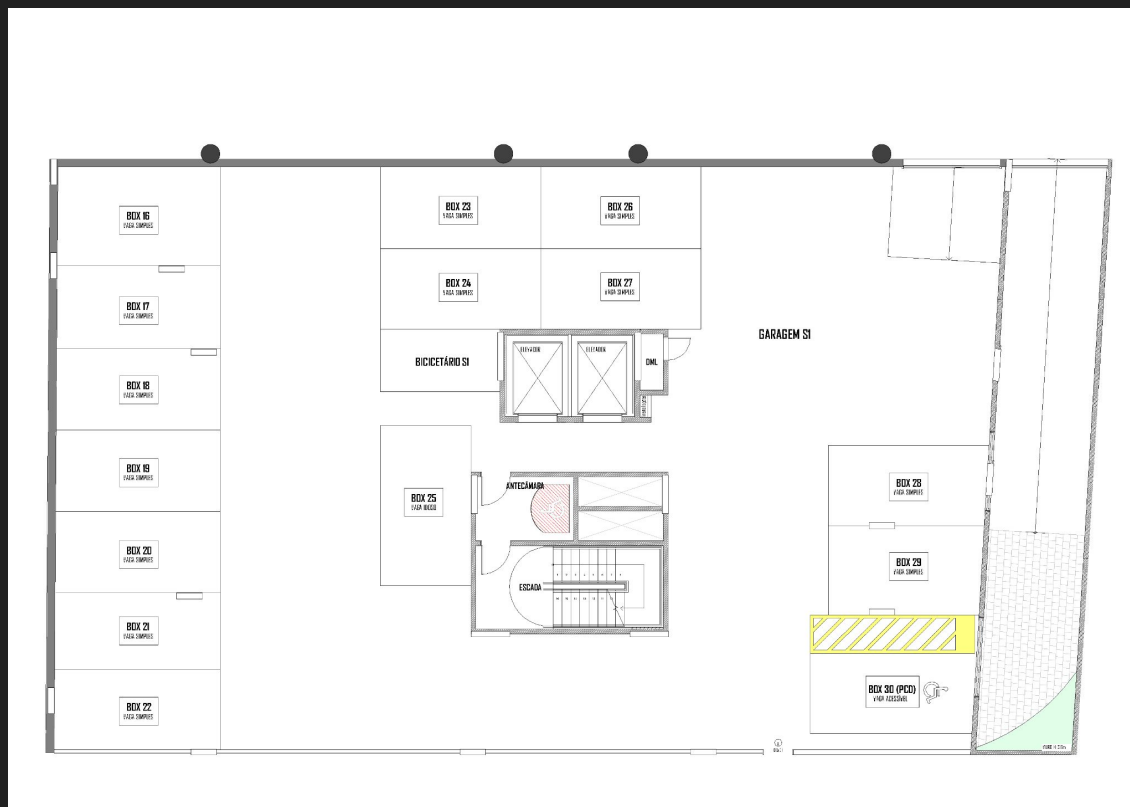 BOX 16
VAGA SIMPLES
BOX 23
VAGA SIMPLES
BOX 26
VAGA SIMPLES
BOX 17
VAGA SIMPLES
BOX 24
VAGA SIMPLES
BOX 27
VAGA SIMPLES
GARAGEM S1
BICICETÁRIO S1
ELEVADOR
ELEVADOR
DML
BOX 18
VAGA SIMPLES
BOX 19
VAGA SIMPLES
BOX 25
VAGA IDOSO
ANTECÂMARA
BOX 28
VAGA SIMPLES
BOX 20
VAGA SIMPLES
BOX 29
VAGA SIMPLES
ESCADA
BOX 21
VAGA SIMPLES
BOX 30 (PCD)
VAGA ACESSÍVEL
BOX 22
VAGA SIMPLES